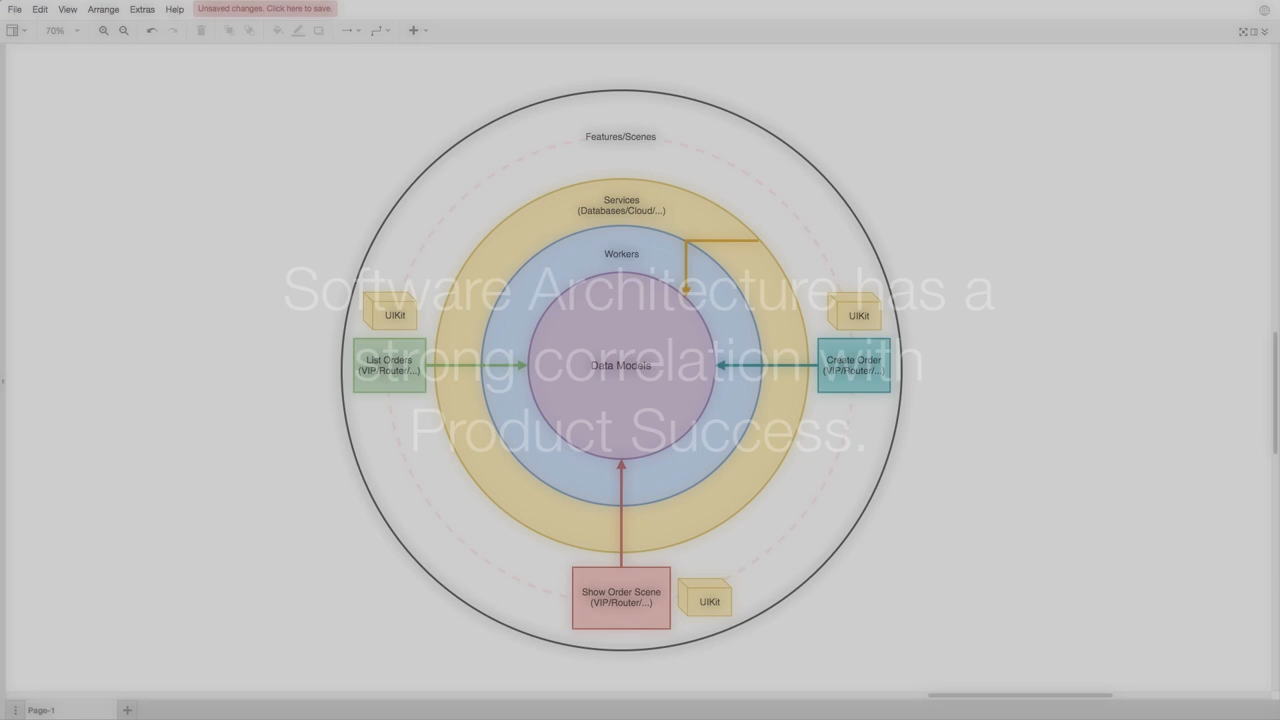 File Edit View Arrange Extras Help Unsaved changes. Click here to save.
70%
Features/Scenes
Services
(Databases/Cloud/...)
Workers
Software Architecture has a
UIKit
UIKit
strong correlation with
List Orders
(VIP/Router/...)
Data Models
Create Order
(VIP/Router/...)
Product Success.
Show Order Scene
(VIP/Router/...)
UIKit
Page-1